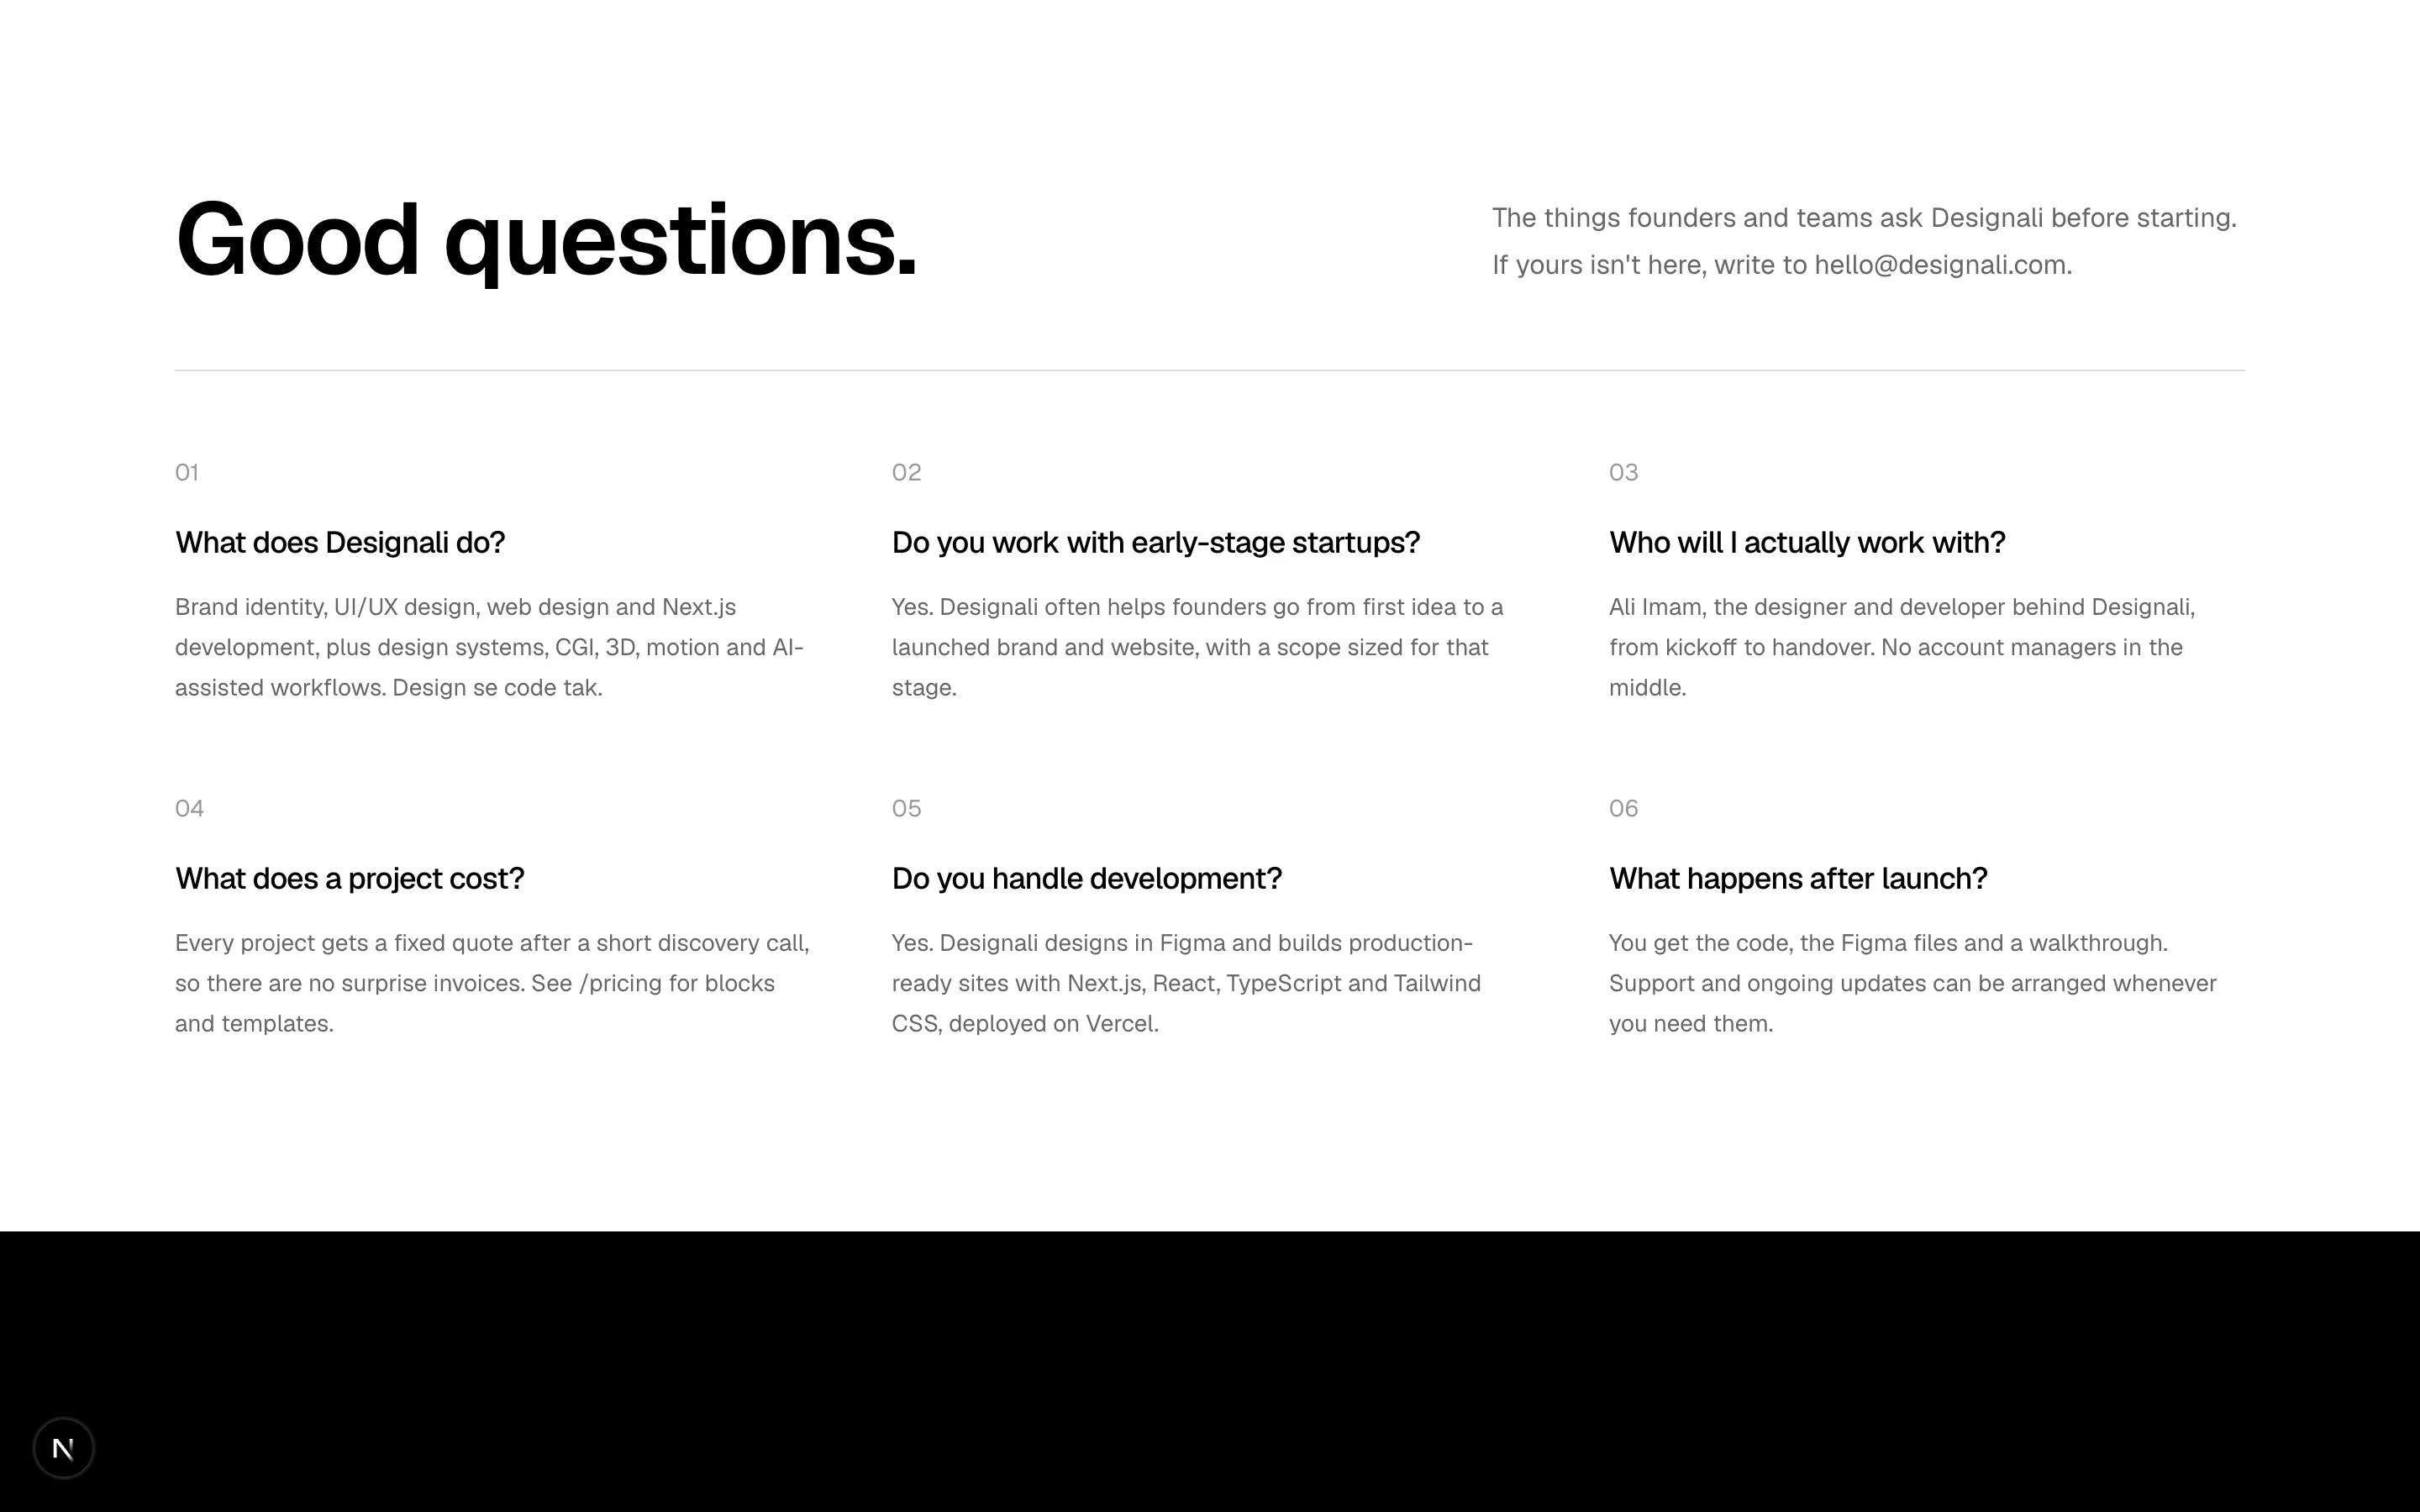 Good questions.
The things founders and teams ask Designali before starting.
If yours isn't here, write to hello@designali.com.
01
What does Designali do?
Brand identity, UI/UX design, web design and Next.js
development, plus design systems, CGI, 3D, motion and AI-
assisted workflows. Design se code tak.
02
Do you work with early-stage startups?
Yes. Designali often helps founders go from first idea to a
launched brand and website, with a scope sized for that
stage.
03
Who will I actually work with?
Ali Imam, the designer and developer behind Designali,
from kickoff to handover. No account managers in the
middle.
04
What does a project cost?
Every project gets a fixed quote after a short discovery call,
so there are no surprise invoices. See /pricing for blocks
and templates.
05
Do you handle development?
Yes. Designali designs in Figma and builds production-
ready sites with Next.js, React, TypeScript and Tailwind
CSS, deployed on Vercel.
06
What happens after launch?
You get the code, the Figma files and a walkthrough.
Support and ongoing updates can be arranged whenever
you need them.
N